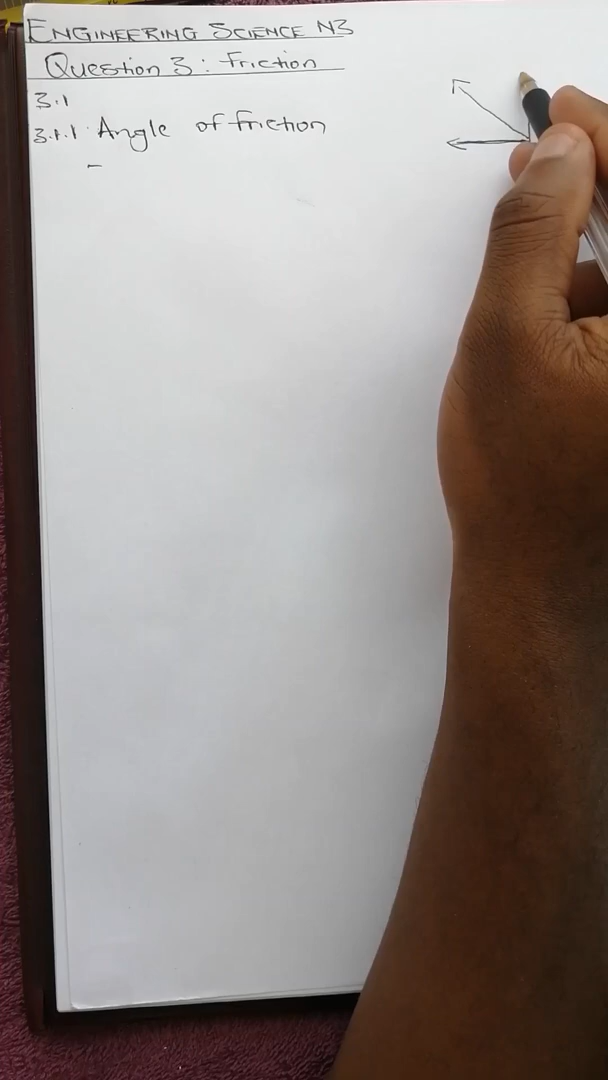 ENGINEERING SCIENCE N3
Question 3: Friction
3.1
3.1.1 Angle of friction
-